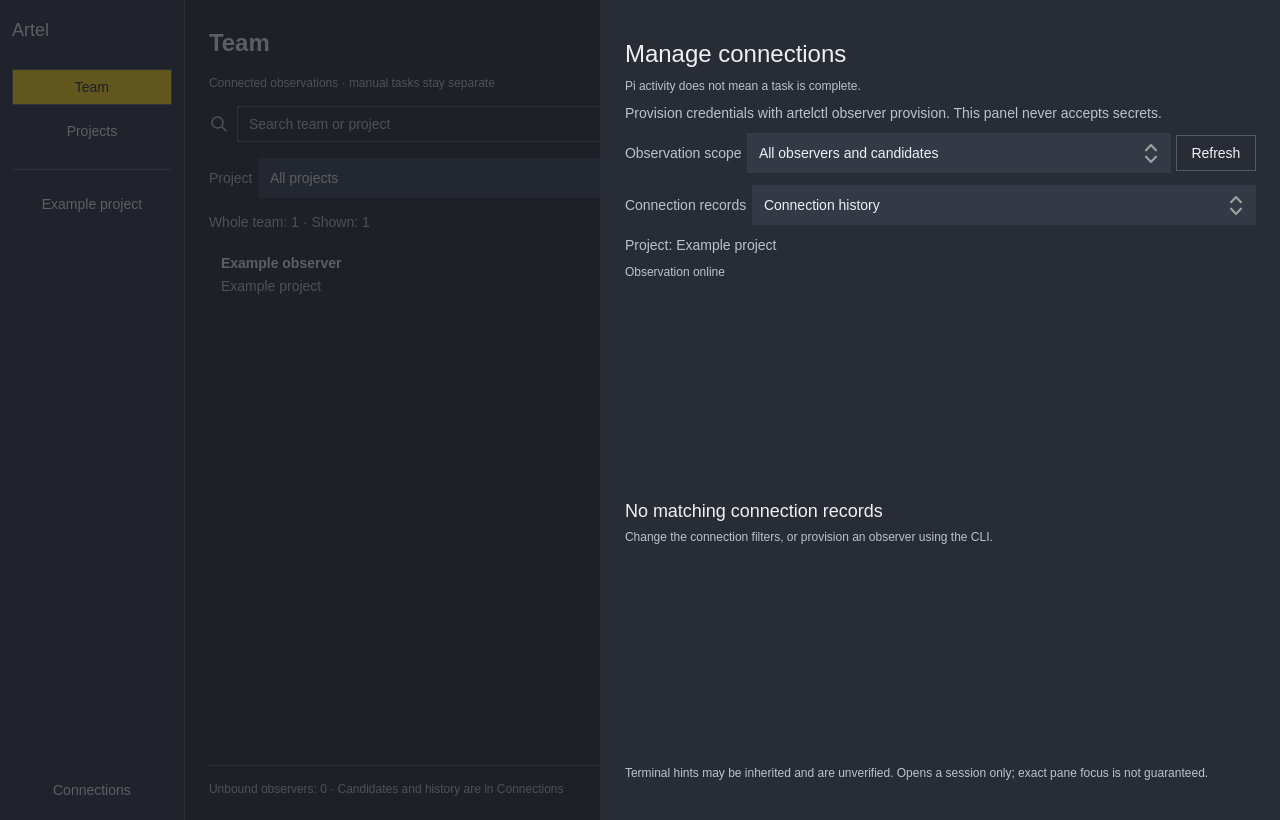 Artel
Team
Projects
Example project
Connections
Team
Connected observations · manual tasks stay separate
Search team or project
Project
All projects
Whole team: 1 · Shown: 1
Example observer
Example project
Unbound observers: 0 · Candidates and history are in Connections
Manage connections
Pi activity does not mean a task is complete.
Provision credentials with artelctl observer provision. This panel never accepts secrets.
Observation scope All observers and candidates Refresh
Connection records Connection history
Project: Example project
Observation online
No matching connection records
Change the connection filters, or provision an observer using the CLI.
Terminal hints may be inherited and are unverified. Opens a session only; exact pane focus is not guaranteed.